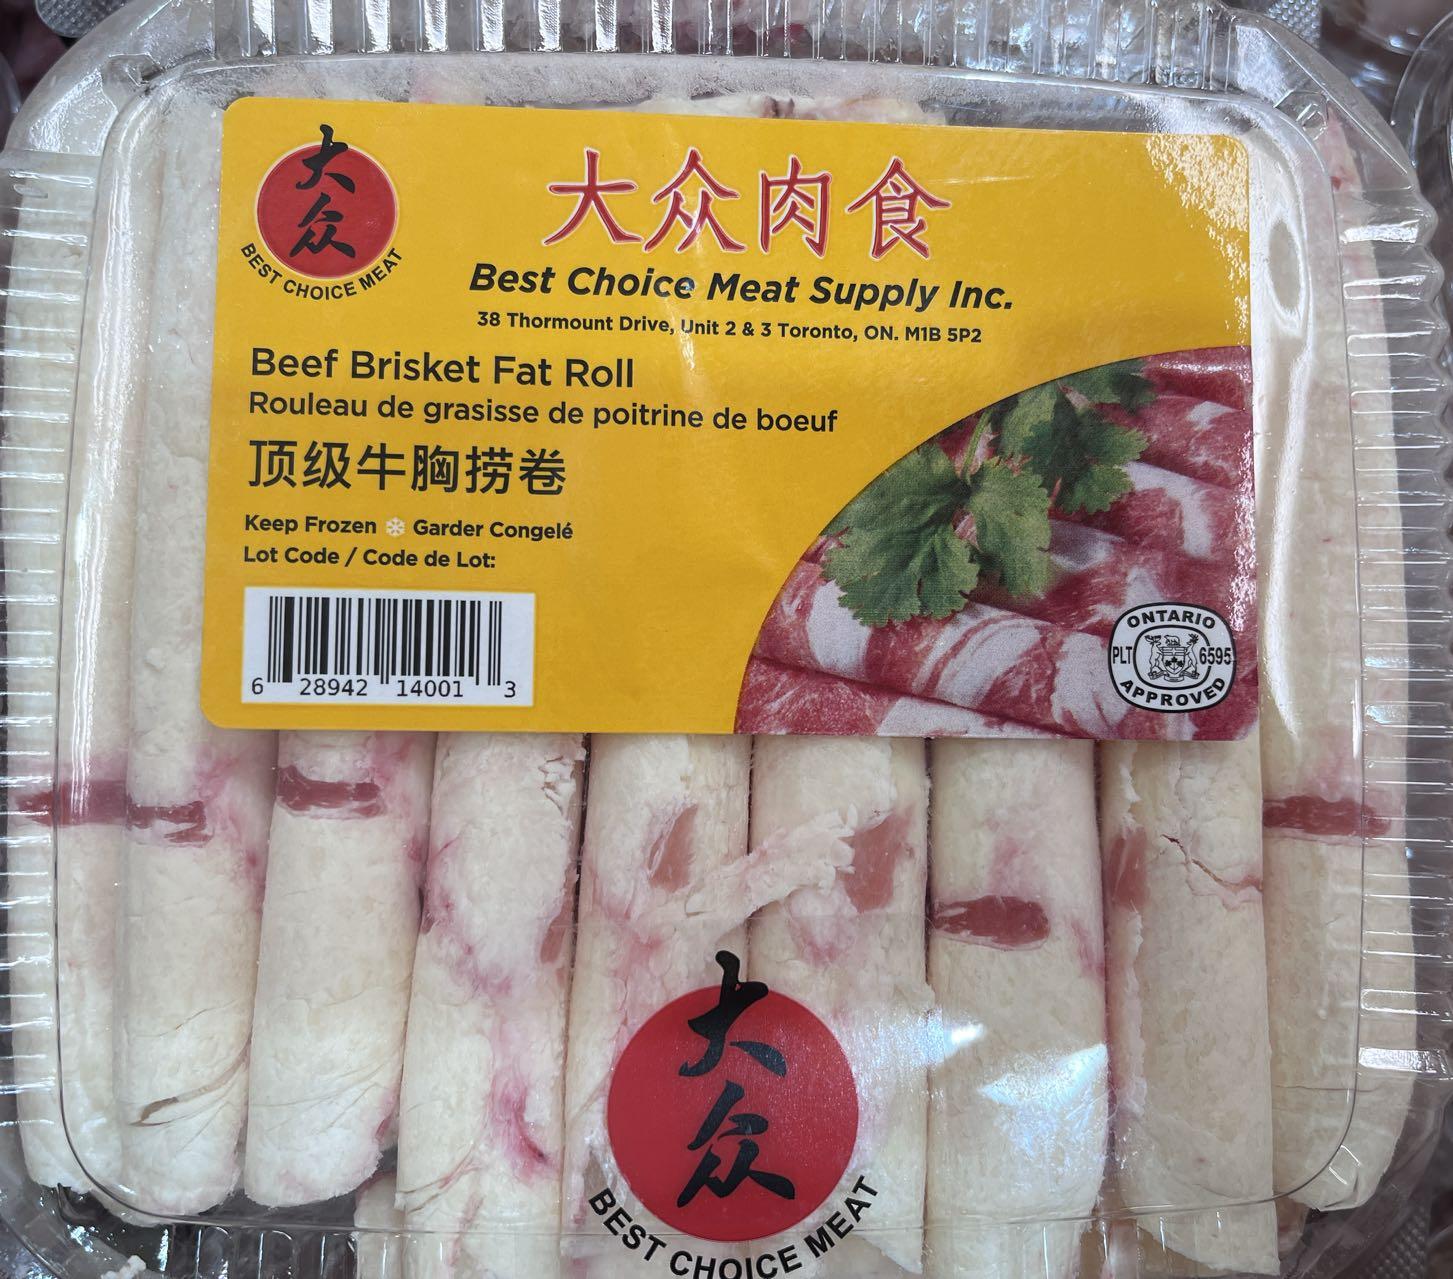 大众
BEST CHOICE MEAT
大众肉食
Best Choice Meat Supply Inc.
38 Thormount Drive, Unit 2 & 3 Toronto, ON. M1B 5P2
Beef Brisket Fat Roll
Rouleau de grasisse de poitrine de boeuf
顶级牛胸捞卷
Keep Frozen Garder Congelé
Lot Code / Code de Lot:
6 28942 14001 3
ONTARIO
PLT 6595
APPROVED
大众
BEST CHOICE MEAT